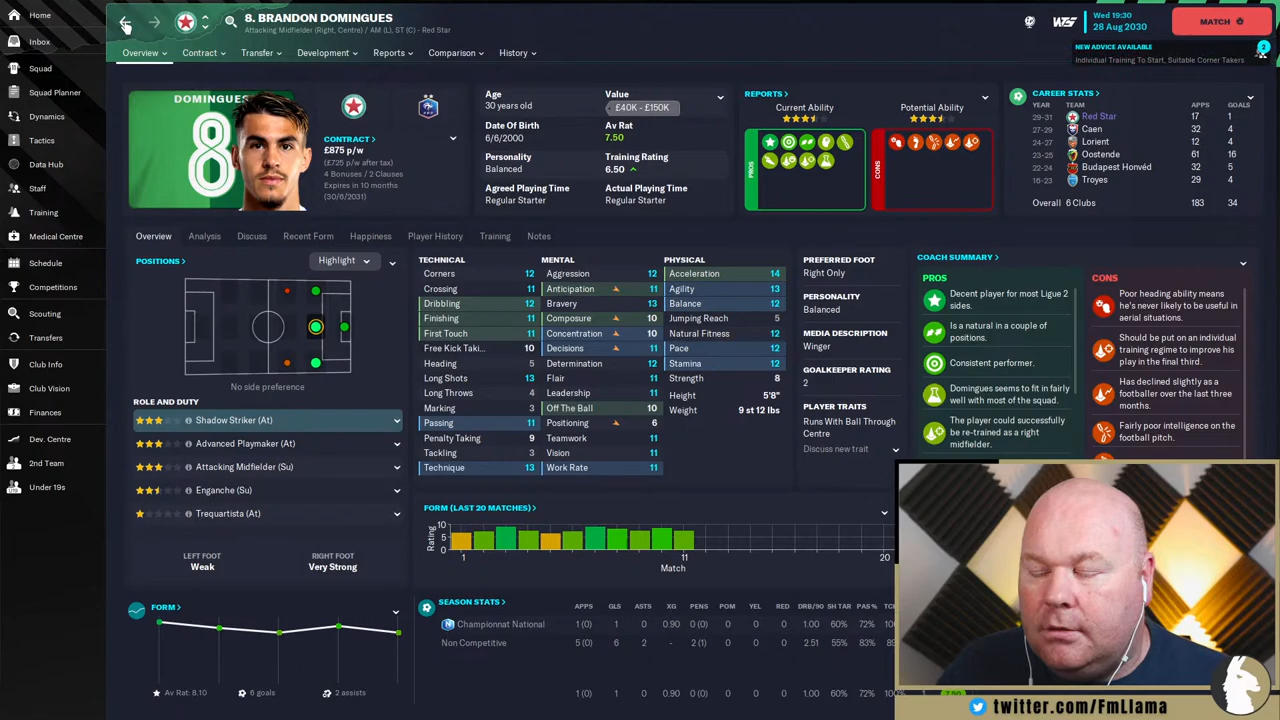 Home
Inbox
Squad
Squad Planner
Dynamics
Tactics
Data Hub
Staff
Training
Medical Centre
Schedule
Competitions
Scouting
Transfers
Club Info
Club Vision
Finances
Dev. Centre
2nd Team
Under 19s
8. BRANDON DOMINGUES
Attacking Midfielder (Right, Centre) / AM (L), ST (C) - Red Star
Wed 19:30
28 Aug 2030
MATCH
Overview
Contract
Transfer
Development
Reports
Comparison
History
NEW ADVICE AVAILABLE
Individual Training To Start, Suitable Corner Takers
2
DOMINGUES
8
CONTRACT
£875 p/w
(£725 p/w after tax)
4 Bonuses / 2 Clauses
Expires in 10 months
(30/6/2031)
Age
30 years old
Date Of Birth
Personality
Balanced
Agreed Playing Time
Regular Starter
Value
£40K - £150K
Av Rat
7.50
Training Rating
6.50
Actual Playing Time
Regular Starter
REPORTS
Current Ability
Potential Ability
PROS
CONS
CAREER STATS
YEAR TEAM APPS GOALS
29-31 Red Star 17 1
27-29 Caen 32 4
24-27 Lorient 12 4
23-25 Oostende 61 16
22-24 Budapest Honvéd 32 5
16-23 Troyes 29 4
Overall 6 Clubs 183 34
Overview
Analysis
Discuss
Recent Form
Happiness
Player History
Training
Notes
POSITIONS
Highlight
No side preference
ROLE AND DUTY
Shadow Striker (At)
Advanced Playmaker (At)
Attacking Midfielder (Su)
Enganche (Su)
Trequartista (At)
LEFT FOOT
Weak
RIGHT FOOT
Very Strong
TECHNICAL
Corners 12
Crossing 11
Dribbling 12
Finishing 11
First Touch 11
Free Kick Taki... 10
Heading 5
Long Shots 13
Long Throws 4
Marking 3
Passing 11
Penalty Taking 9
Tackling 3
Technique 13
MENTAL
Aggression 12
Anticipation 11
Bravery 13
Composure 10
Concentration 10
Decisions 11
Determination 12
Flair 11
Leadership 11
Off The Ball 10
Positioning 6
Teamwork 11
Vision 11
Work Rate 11
PHYSICAL
Acceleration 14
Agility 13
Balance 12
Jumping Reach 5
Natural Fitness 12
Pace 12
Stamina 12
Strength 8
Height 5'8"
Weight 9 st 12 lbs
PREFERRED FOOT
Right Only
PERSONALITY
Balanced
MEDIA DESCRIPTION
Winger
GOALKEEPER RATING
2
PLAYER TRAITS
Runs With Ball Through
Centre
Discuss new trait
COACH SUMMARY
PROS
Decent player for most Ligue 2
sides.
Is a natural in a couple of
positions.
Consistent performer.
Domingues seems to fit in fairly
well with most of the squad.
The player could successfully
be re-trained as a right
midfielder.
CONS
Poor heading ability means
he's never likely to be useful in
aerial situations.
Should be put on an individual
training regime to improve his
play in the final third.
Has declined slightly as a
footballer over the last three
months.
Fairly poor intelligence on the
football pitch.
FORM (LAST 20 MATCHES)
Rating
10
5
0
1 11 20
Match
FORM
Av Rat: 8.10
6 goals
2 assists
SEASON STATS
APPS GLS ASTS XG PENS POM YEL RED DRB/90 SH TAR PAS%
Championnat National 1 (0) 1 0 0.90 0 (0) 0 0 0 1.00 60% 72%
Non Competitive 5 (0) 6 2 - 2 (1) 0 0 0 2.51 55% 83%
1 (0) 1 0 0.90 0 (0) 0 0 0 1.00 60% 72%
twitter.com/FmLlama